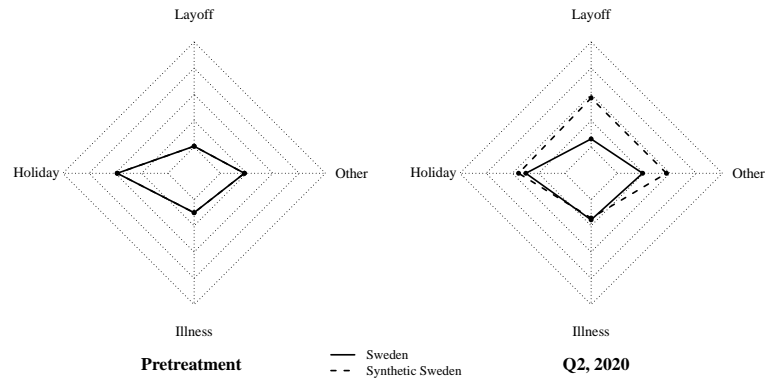 Layoff
Layoff
Holiday
Other
Holiday
Other
Illness
Illness
Pretreatment
Sweden
Synthetic Sweden
Q2, 2020